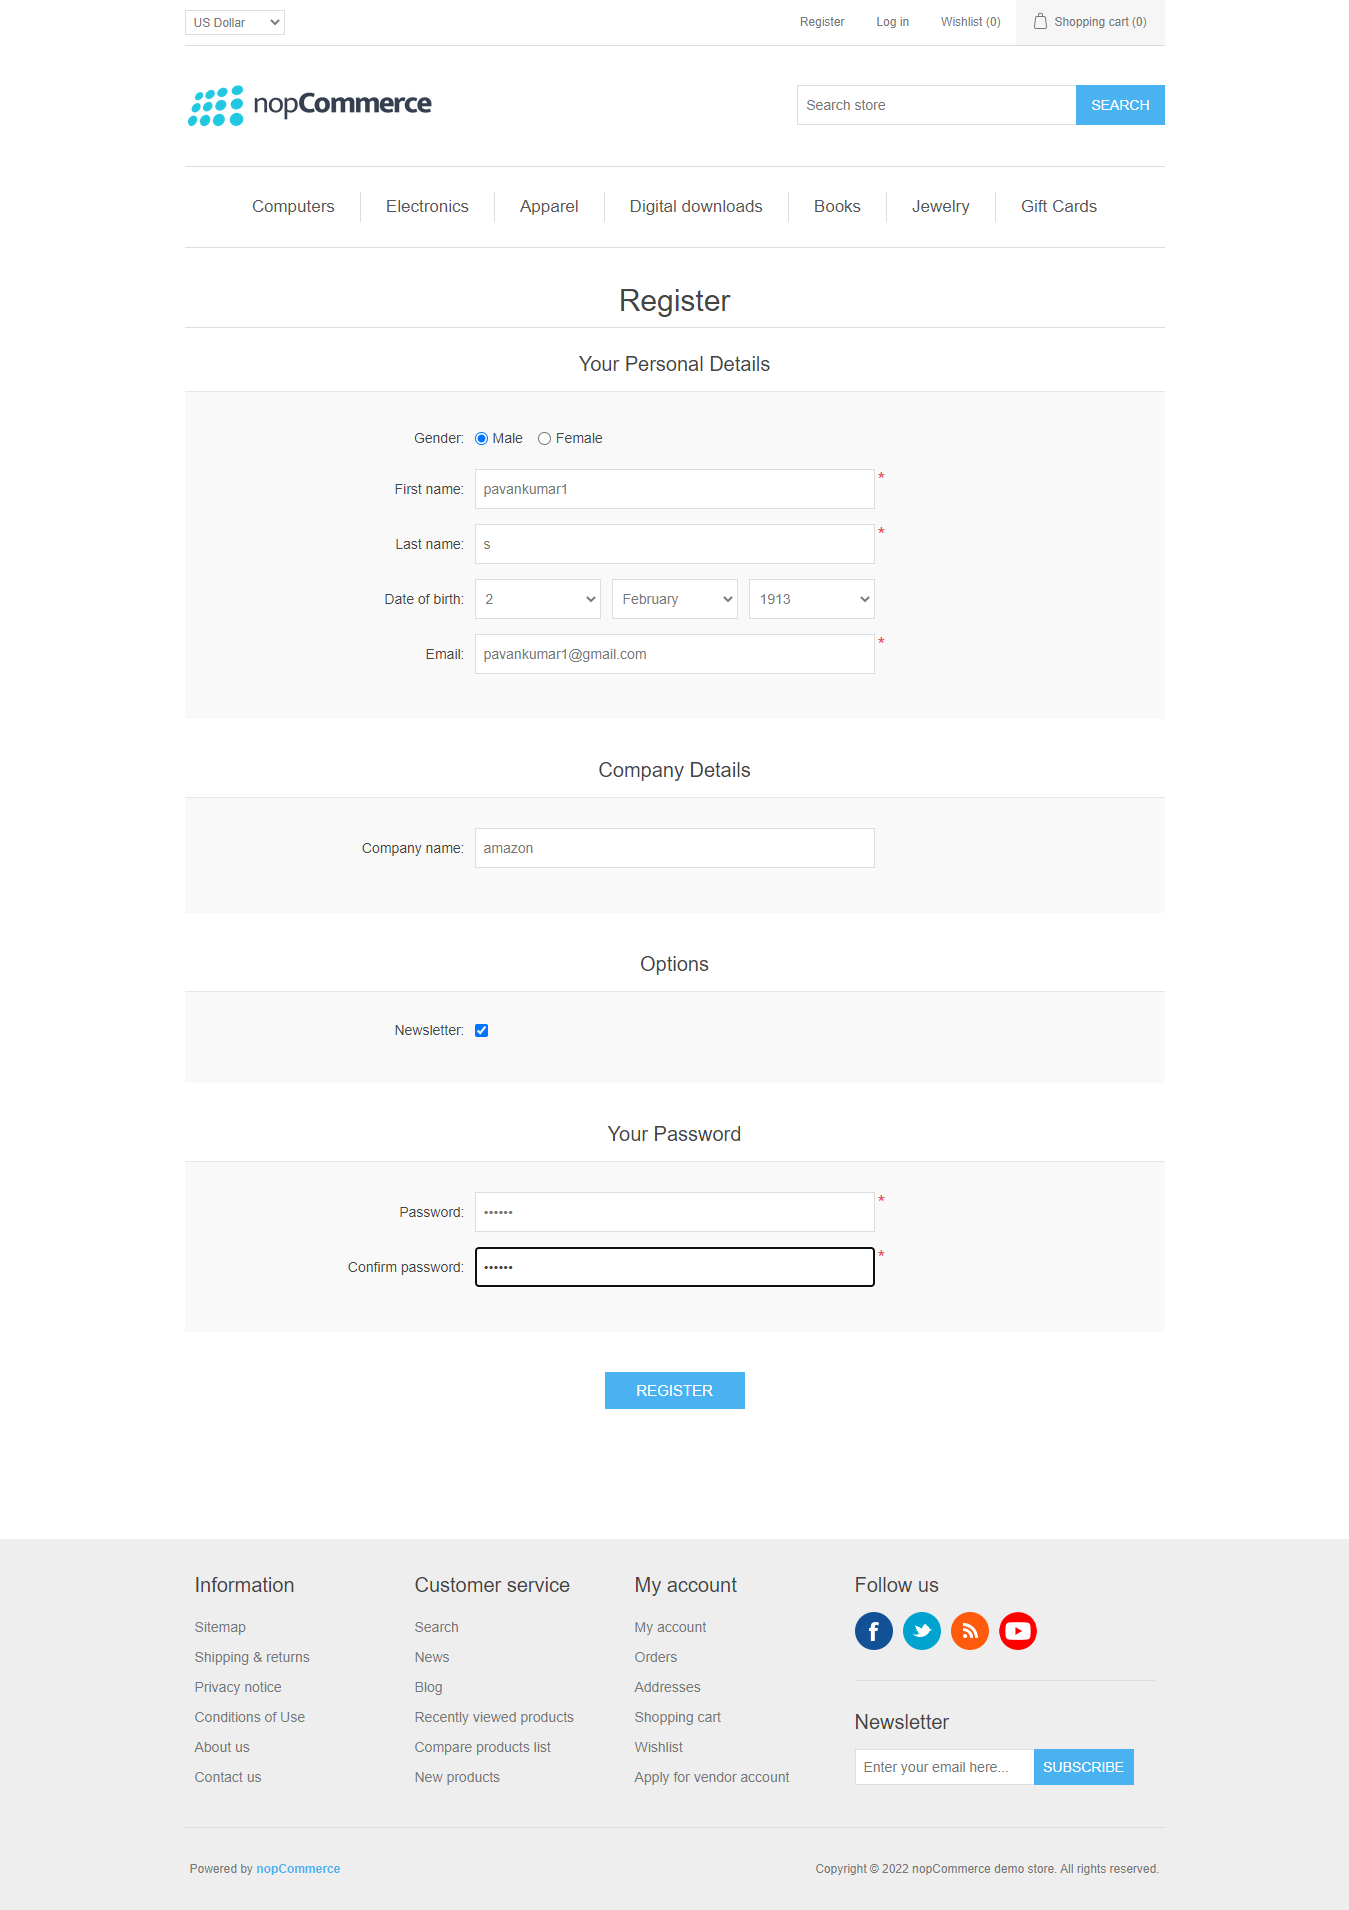 US Dollar Register Log in Wishlist (0) Shopping cart (0)
nopCommerce Search store SEARCH
Computers Electronics Apparel Digital downloads Books Jewelry Gift Cards
Register
Your Personal Details
Gender: Male Female
First name: pavankumar1 *
Last name: s *
Date of birth: 2 February 1913
Email: pavankumar1@gmail.com *
Company Details
Company name: amazon
Options
Newsletter:
Your Password
Password: •••••• *
Confirm password: •••••• *
REGISTER
Information
Sitemap
Shipping & returns
Privacy notice
Conditions of Use
About us
Contact us
Customer service
Search
News
Blog
Recently viewed products
Compare products list
New products
My account
My account
Orders
Addresses
Shopping cart
Wishlist
Apply for vendor account
Follow us
Newsletter
Enter your email here... SUBSCRIBE
Powered by nopCommerce
Copyright © 2022 nopCommerce demo store. All rights reserved.